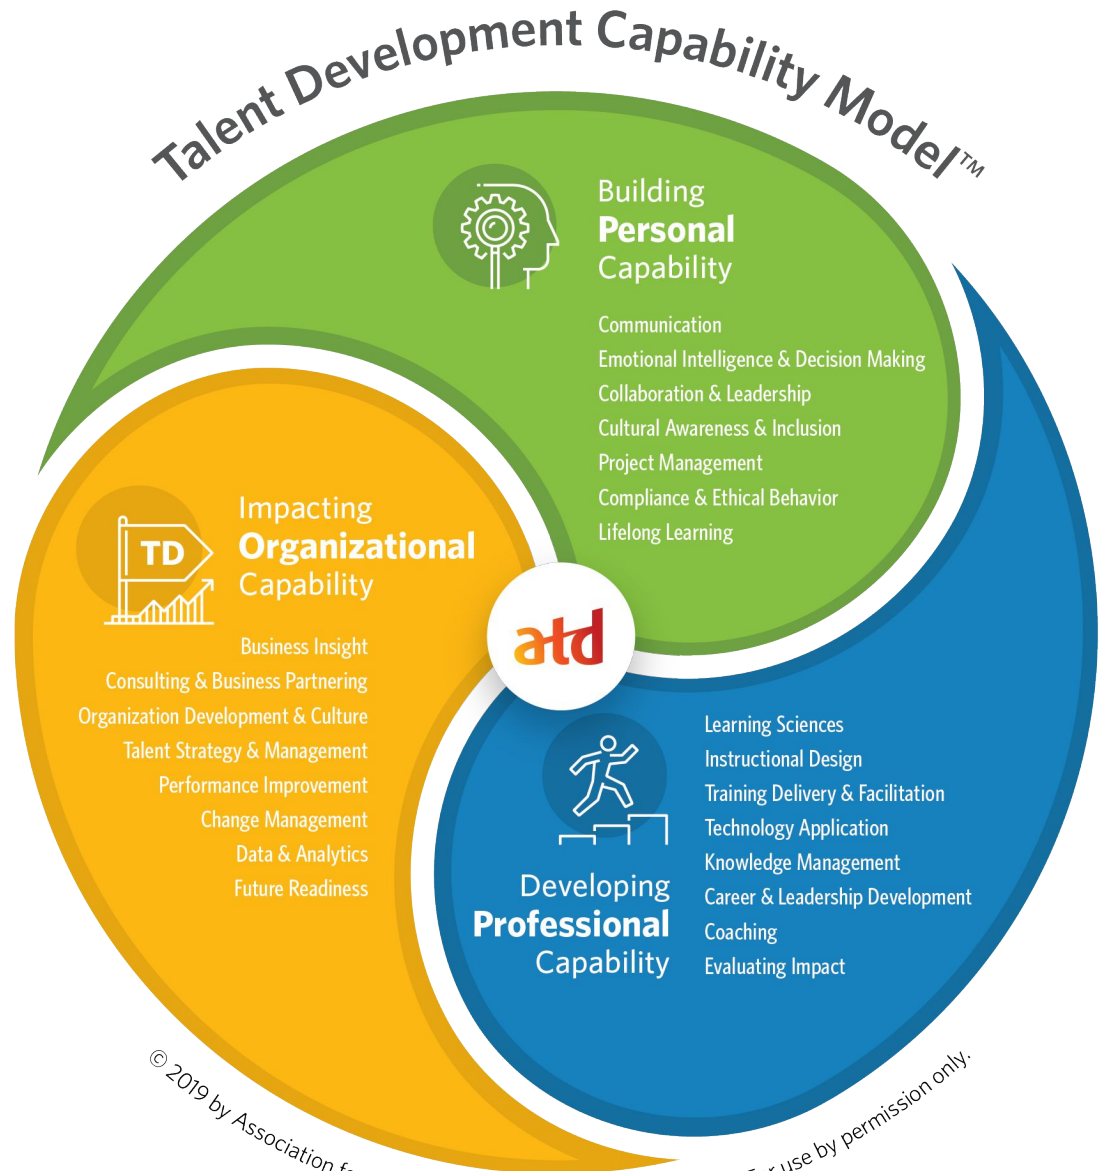 Talent Development Capability Model™
Building
Personal
Capability
Communication
Emotional Intelligence & Decision Making
Collaboration & Leadership
Cultural Awareness & Inclusion
Project Management
Compliance & Ethical Behavior
Lifelong Learning
Impacting
Organizational
Capability
TD
Business Insight
Consulting & Business Partnering
Organization Development & Culture
Talent Strategy & Management
Performance Improvement
Change Management
Data & Analytics
Future Readiness
atd
Learning Sciences
Instructional Design
Training Delivery & Facilitation
Technology Application
Knowledge Management
Career & Leadership Development
Coaching
Evaluating Impact
Developing
Professional
Capability
© 2019 by Association
use by permission only.